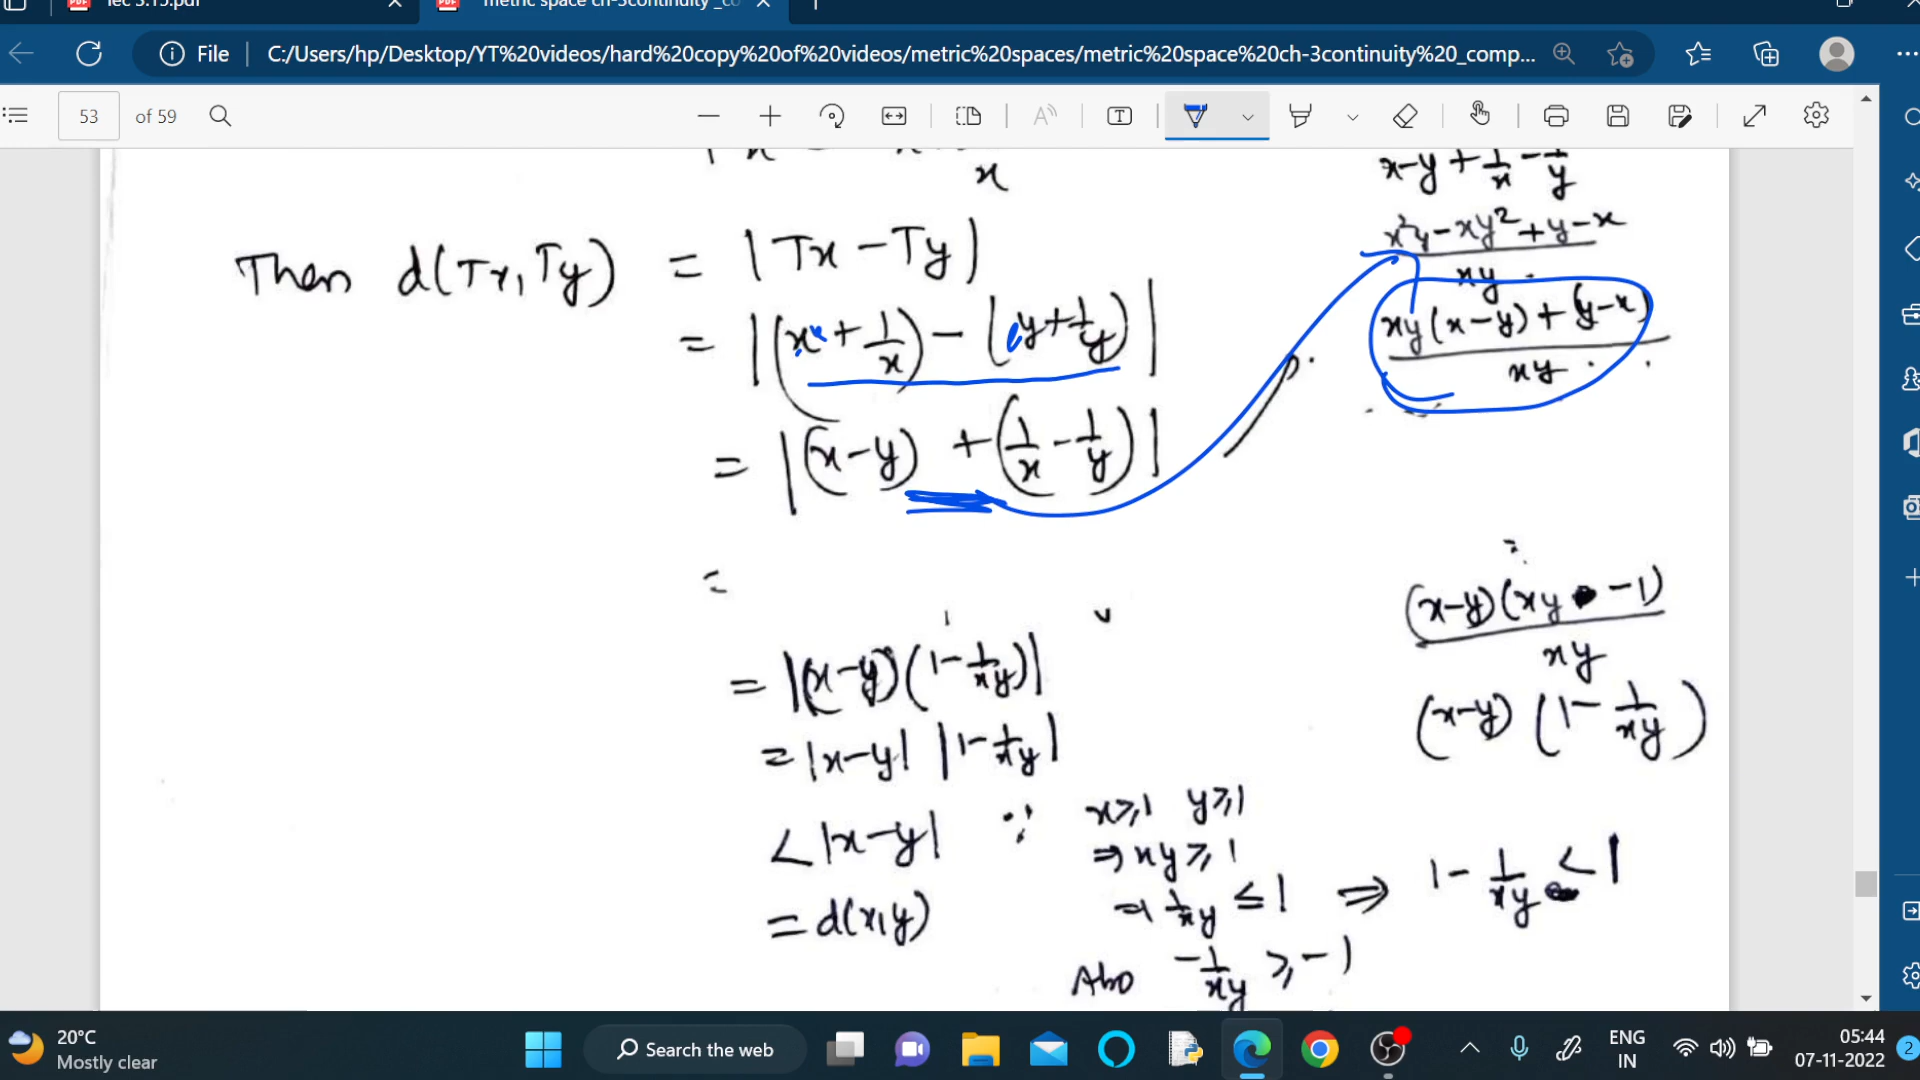 metric space ch-3continuity _co
File
C:/Users/hp/Desktop/YT%20videos/hard%20copy%20of%20videos/metric%20spaces/metric%20space%20ch-3continuity%20_comp...
53 of 59
x-y + 1/x - 1/y
x²y - xy² + y - x / xy
Then d(Tx, Ty) = |Tx - Ty|
= |(x + 1/x) - (y + 1/y)|
xy(x-y) + (y-x) / xy
= |(x-y) + (1/x - 1/y)|
=
=
(x-y)(xy - 1) / xy
= |(x-y)(1 - 1/xy)|
(x-y)(1 - 1/xy)
= |x-y| |1 - 1/xy|
< |x-y| ∵ x ≥ 1 y ≥ 1
⇒ xy ≥ 1
⇒ 1/xy ≤ 1 ⇒ 1 - 1/xy < 1
= d(x,y)
Also -1/xy ≥ -1
20°C
Mostly clear
Search the web
ENG
IN
05:44
07-11-2022
2